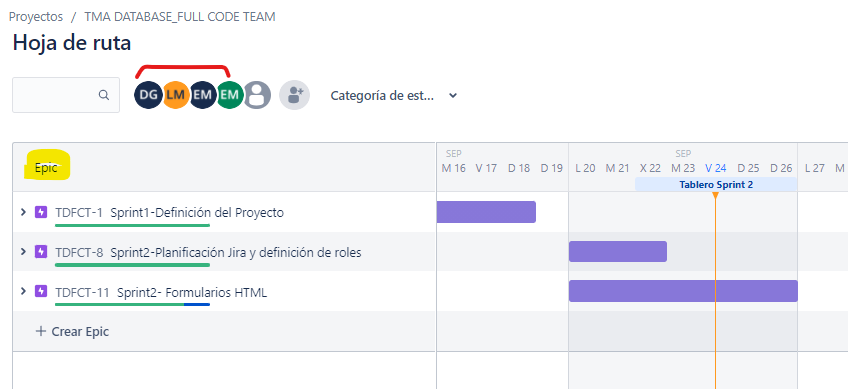 Proyectos / TMA DATABASE_FULL CODE TEAM
Hoja de ruta
DG LM EM EM Categoría de est...
Epic
SEP SEP
M 16 V 17 D 18 D 19 L 20 M 21 X 22 M 23 V 24 D 25 D 26 L 27 M
Tablero Sprint 2
TDFCT-1 Sprint1-Definición del Proyecto
TDFCT-8 Sprint2-Planificación Jira y definición de roles
TDFCT-11 Sprint2- Formularios HTML
+ Crear Epic